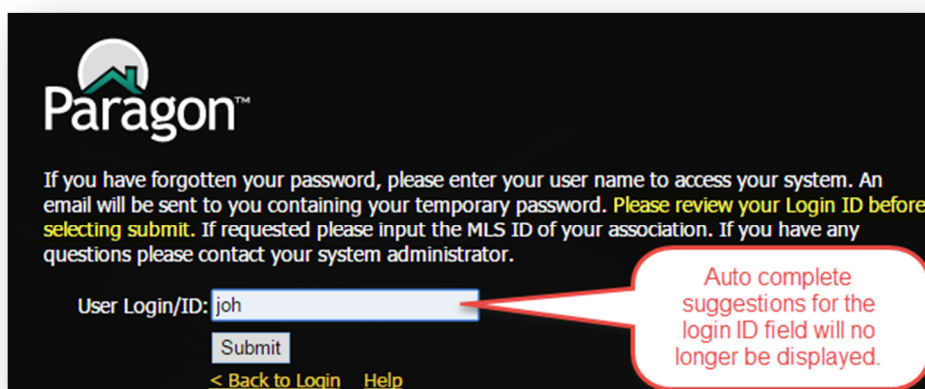 Paragon™
If you have forgotten your password, please enter your user name to access your system. An
email will be sent to you containing your temporary password. Please review your Login ID before
selecting submit. If requested please input the MLS ID of your association. If you have any
questions please contact your system administrator.
Auto complete
suggestions for the
login ID field will no
longer be displayed.
User Login/ID: joh
Submit
< Back to Login Help